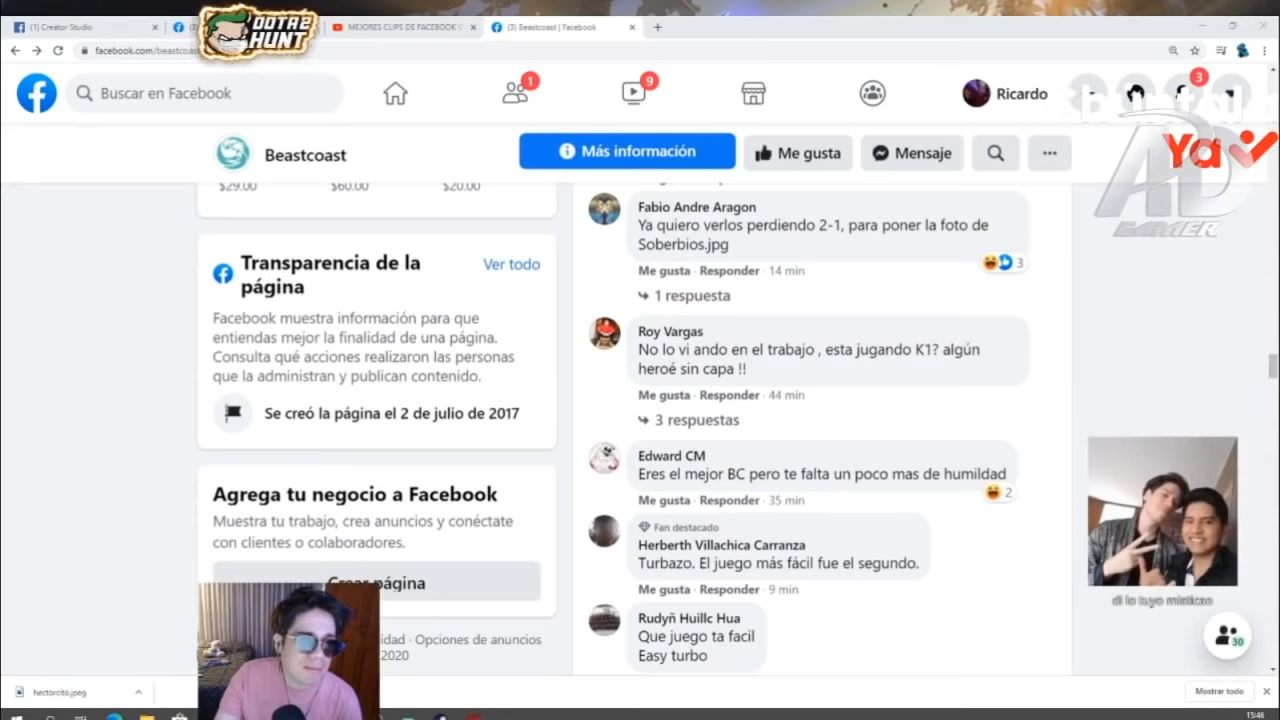 (1) Creator Studio
MEJORES CLIPS DE FACEBOOK
(3) Beastcoast | Facebook
DOTA2
HUNT
facebook.com/beastcoas
Buscar en Facebook
1
9
Ricardo
3
Ya
AD
GAMER
Beastcoast
Más información
Me gusta
Mensaje
$29.00
$60.00
$20.00
Transparencia de la
página
Ver todo
Facebook muestra información para que
entiendas mejor la finalidad de una página.
Consulta qué acciones realizaron las personas
que la administran y publican contenido.
Se creó la página el 2 de julio de 2017
Agrega tu negocio a Facebook
Muestra tu trabajo, crea anuncios y conéctate
con clientes o colaboradores.
Crear página
idad · Opciones de anuncios
2020
Fabio Andre Aragon
Ya quiero verlos perdiendo 2-1, para poner la foto de
Soberbios.jpg
3
Me gusta · Responder · 14 min
1 respuesta
Roy Vargas
No lo vi ando en el trabajo , esta jugando K1? algún
heroé sin capa !!
Me gusta · Responder · 44 min
3 respuestas
Edward CM
Eres el mejor BC pero te falta un poco mas de humildad
2
Me gusta · Responder · 35 min
Fan destacado
Herberth Villachica Carranza
Turbazo. El juego más fácil fue el segundo.
Me gusta · Responder · 9 min
Rudyñ Huillc Hua
Que juego ta facil
Easy turbo
di lo tuyo misticao
30
hectorcito.jpeg
Mostrar todo
15:46